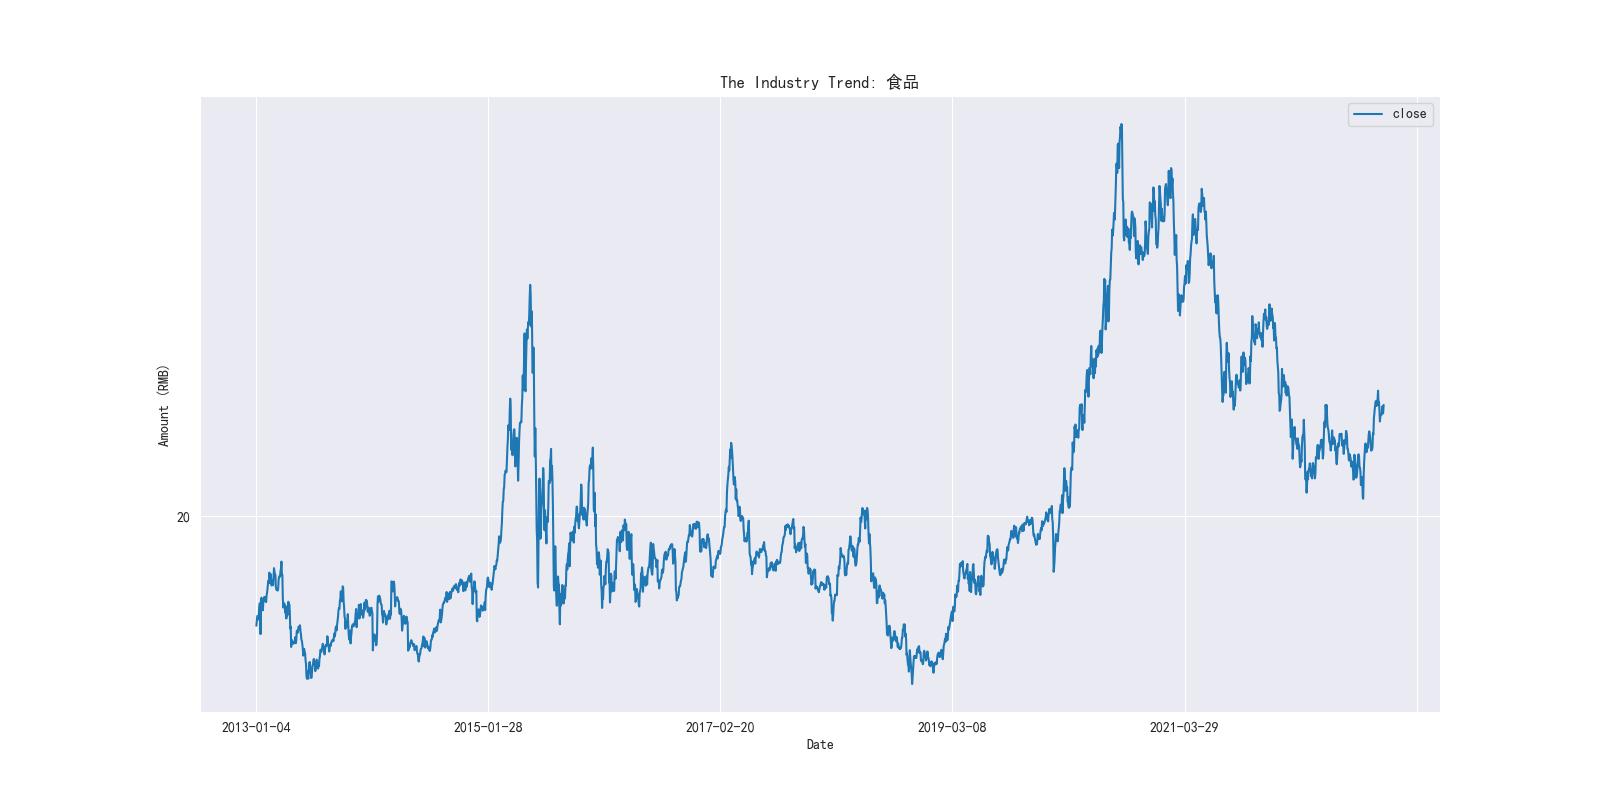 The Industry Trend: 食品
close
Amount (RMB)
20
2013-01-04
2015-01-28
2017-02-20
2019-03-08
2021-03-29
Date